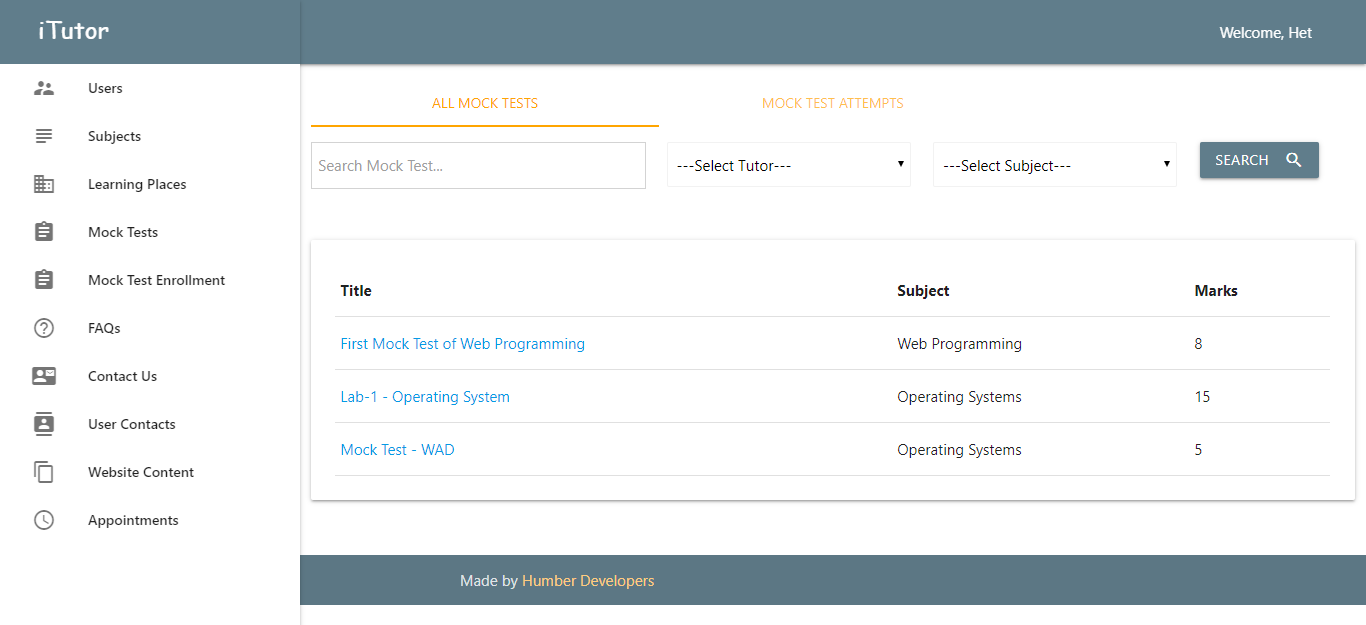 iTutor
Welcome, Het
Users
Subjects
Learning Places
Mock Tests
Mock Test Enrollment
FAQs
Contact Us
User Contacts
Website Content
Appointments
ALL MOCK TESTS MOCK TEST ATTEMPTS
Search Mock Test... ---Select Tutor--- ---Select Subject--- SEARCH
Title Subject Marks
First Mock Test of Web Programming Web Programming 8
Lab-1 - Operating System Operating Systems 15
Mock Test - WAD Operating Systems 5
Made by Humber Developers